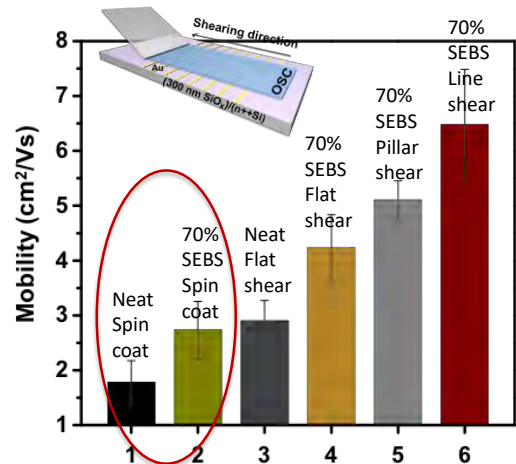 Shearing direction
Au
OSC
(300 nm SiOx)/(n++Si)
Mobility (cm²/Vs)
8
7
6
5
4
3
2
1
Neat
Spin
coat
70%
SEBS
Spin
coat
Neat
Flat
shear
70%
SEBS
Flat
shear
70%
SEBS
Pillar
shear
70%
SEBS
Line
shear
1 2 3 4 5 6